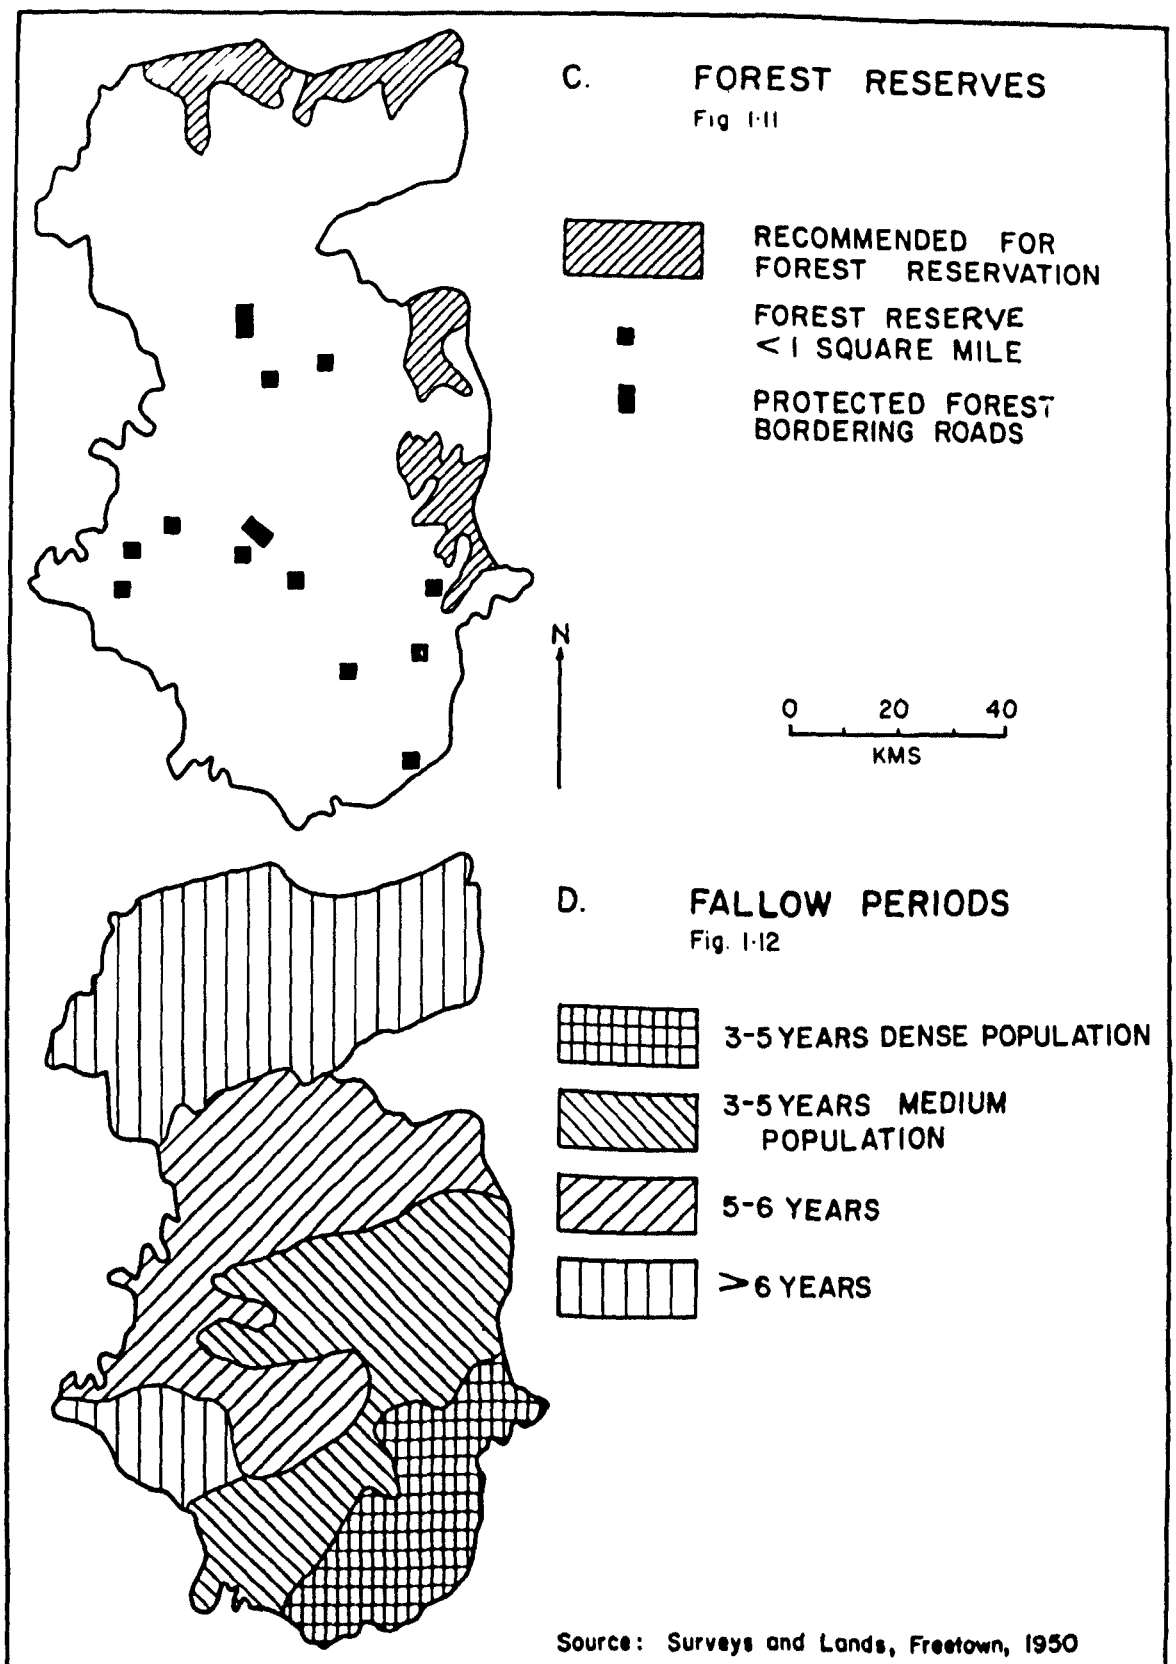 C. FOREST RESERVES
Fig 1·11
RECOMMENDED FOR
FOREST RESERVATION
FOREST RESERVE
< 1 SQUARE MILE
PROTECTED FOREST
BORDERING ROADS
N
0 20 40
KMS
D. FALLOW PERIODS
Fig. 1·12
3-5 YEARS DENSE POPULATION
3-5 YEARS MEDIUM
POPULATION
5-6 YEARS
>6 YEARS
Source: Surveys and Lands, Freetown, 1950